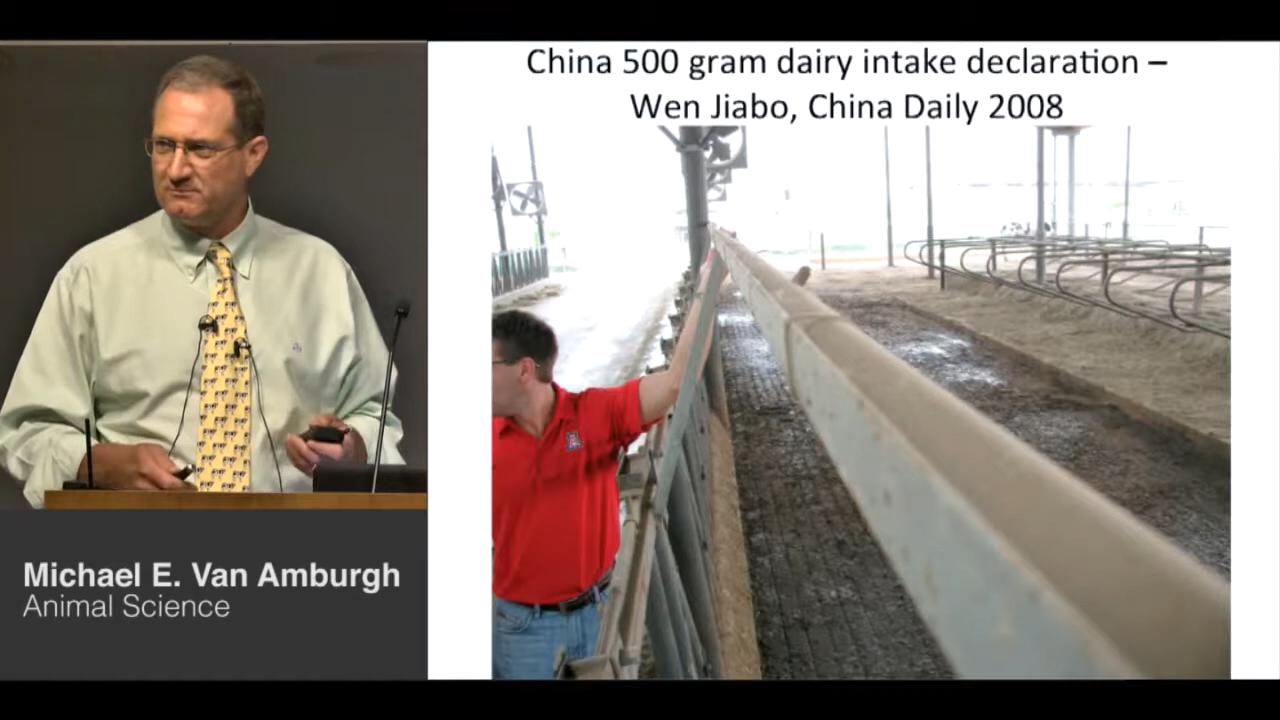 China 500 gram dairy intake declaration –
Wen Jiabo, China Daily 2008
Michael E. Van Amburgh
Animal Science